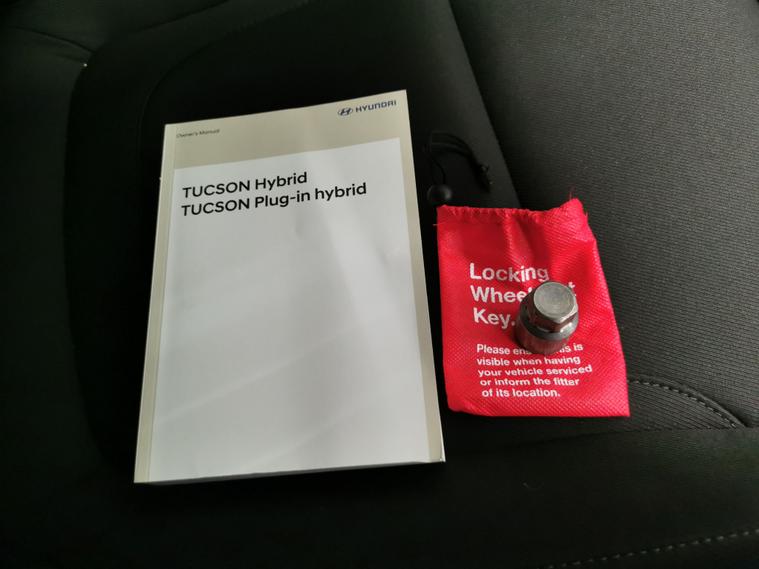 Owner's Manual
HYUNDAI
TUCSON Hybrid
TUCSON Plug-in hybrid
Locking
Key.
Please is
visible when having
your vehicle serviced
or inform the fitter
of its location.